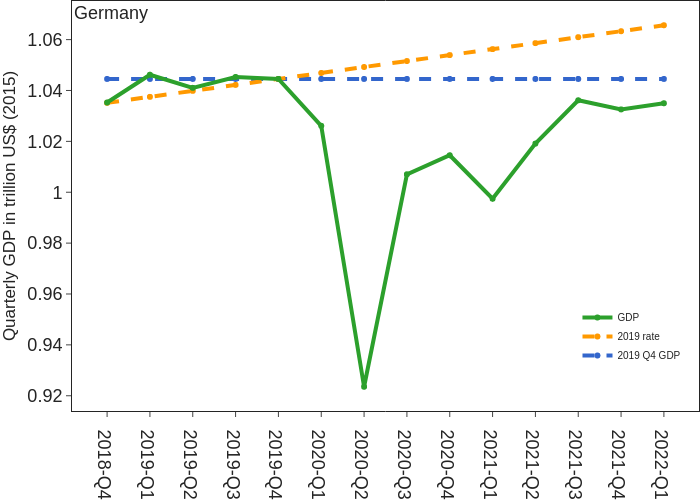 Germany
Quarterly GDP in trillion US$ (2015)
1.06
1.04
1.02
1
0.98
0.96
0.94
0.92
GDP
2019 rate
2019 Q4 GDP
2018-Q4
2019-Q1
2019-Q2
2019-Q3
2019-Q4
2020-Q1
2020-Q2
2020-Q3
2020-Q4
2021-Q1
2021-Q2
2021-Q3
2021-Q4
2022-Q1